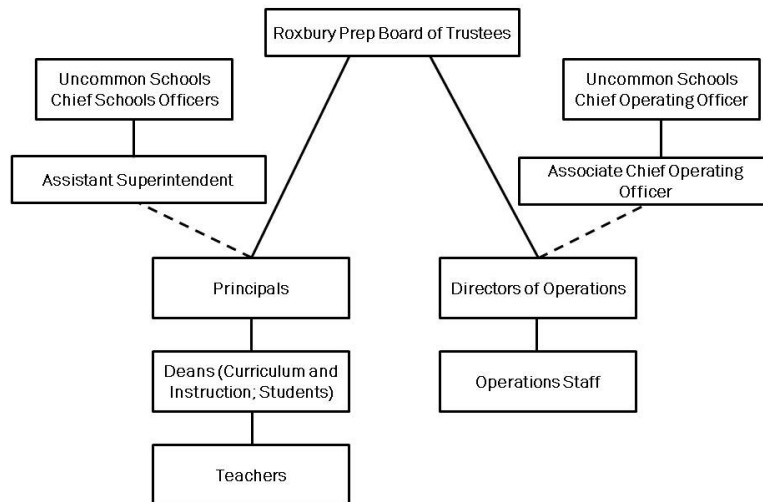 Roxbury Prep Board of Trustees
Uncommon Schools
Chief Schools Officers
Uncommon Schools
Chief Operating Officer
Assistant Superintendent
Associate Chief Operating
Officer
Principals
Directors of Operations
Deans (Curriculum and
Instruction; Students)
Operations Staff
Teachers